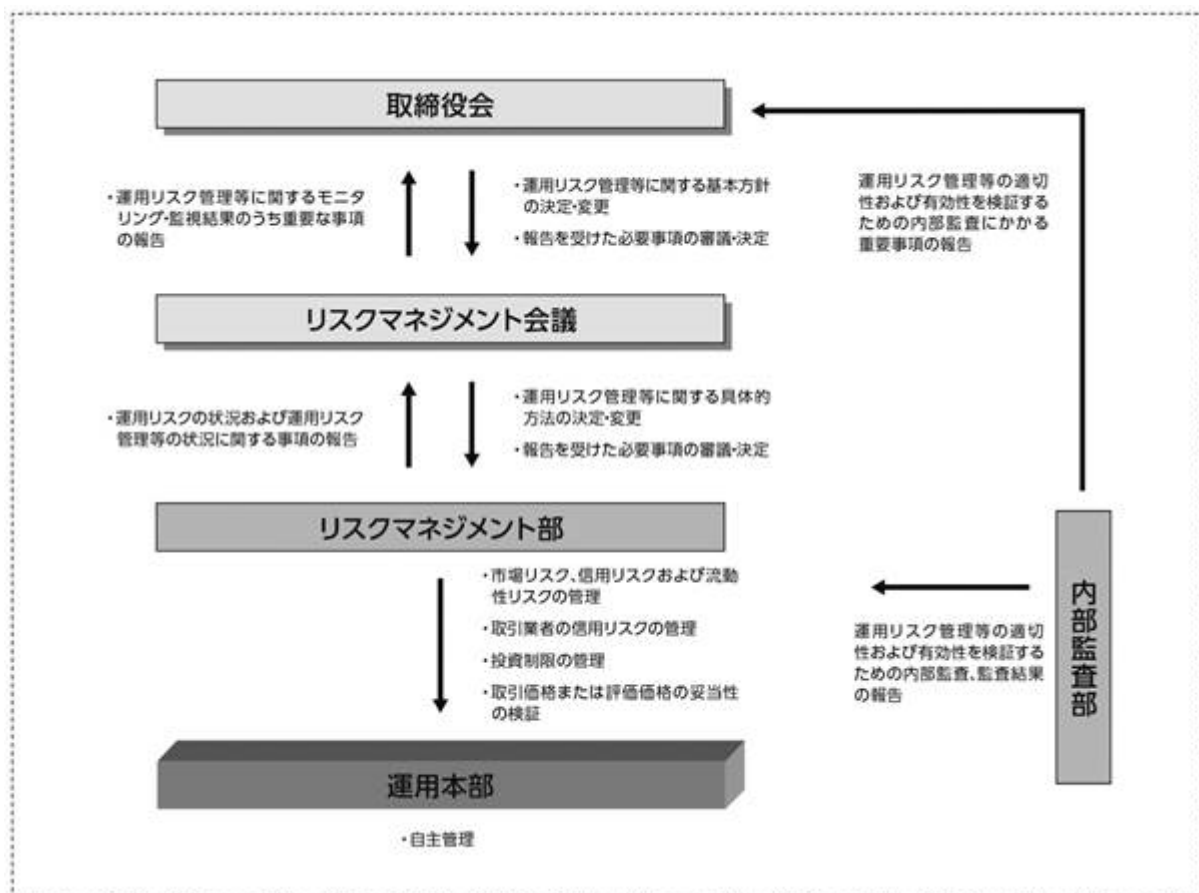 取締役会
・運用リスク管理等に関するモニタ
リング・監視結果のうち重要な事項
の報告
・運用リスク管理等に関する基本方針
の決定・変更
・報告を受けた必要事項の審議・決定
運用リスク管理等の適切
性および有効性を検証する
ための内部監査にかかる
重要事項の報告
リスクマネジメント会議
・運用リスクの状況および運用リスク
管理等の状況に関する事項の報告
・運用リスク管理等に関する具体的
方法の決定・変更
・報告を受けた必要事項の審議・決定
リスクマネジメント部
・市場リスク、信用リスクおよび流動
性リスクの管理
・取引業者の信用リスクの管理
・投資制限の管理
・取引価格または評価価格の妥当性
の検証
運用リスク管理等の適切
性および有効性を検証する
ための内部監査、監査結果
の報告
内部監査部
運用本部
・自主管理